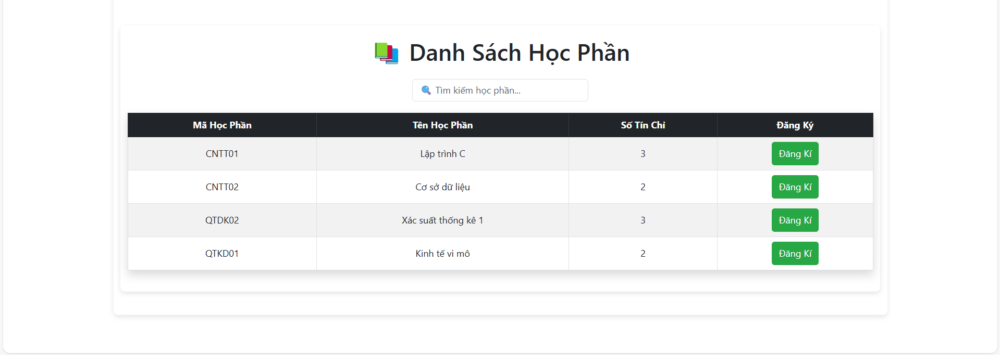 Danh Sách Học Phần
Tìm kiếm học phần...
Mã Học Phần Tên Học Phần Số Tín Chỉ Đăng Ký
CNTT01 Lập trình C 3 Đăng Kí
CNTT02 Cơ sở dữ liệu 2 Đăng Kí
QTDK02 Xác suất thống kê 1 3 Đăng Kí
QTKD01 Kinh tế vi mô 2 Đăng Kí